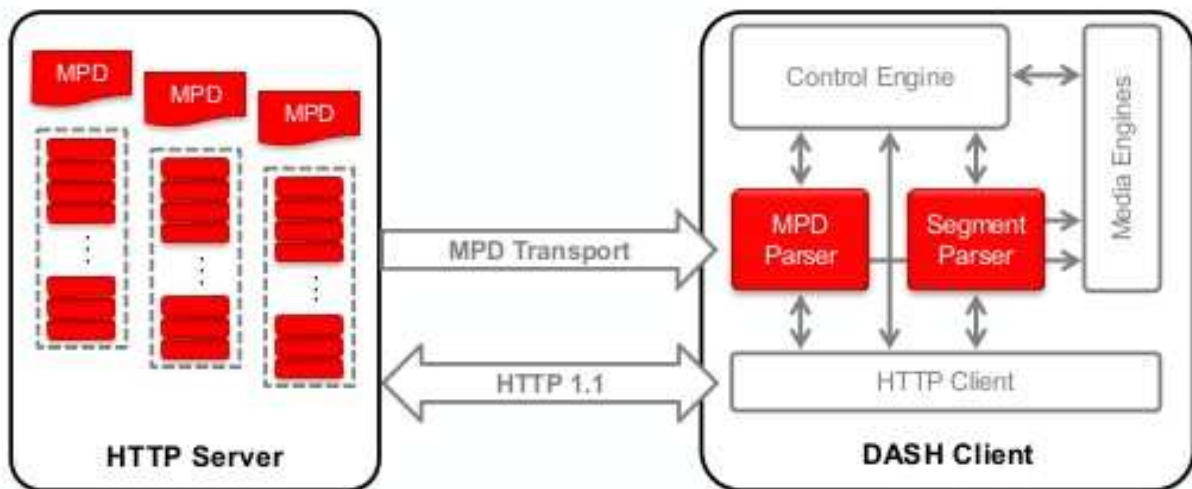 MPD
MPD
MPD
HTTP Server
MPD Transport
HTTP 1.1
Control Engine
Media Engines
MPD
Parser
Segment
Parser
HTTP Client
DASH Client